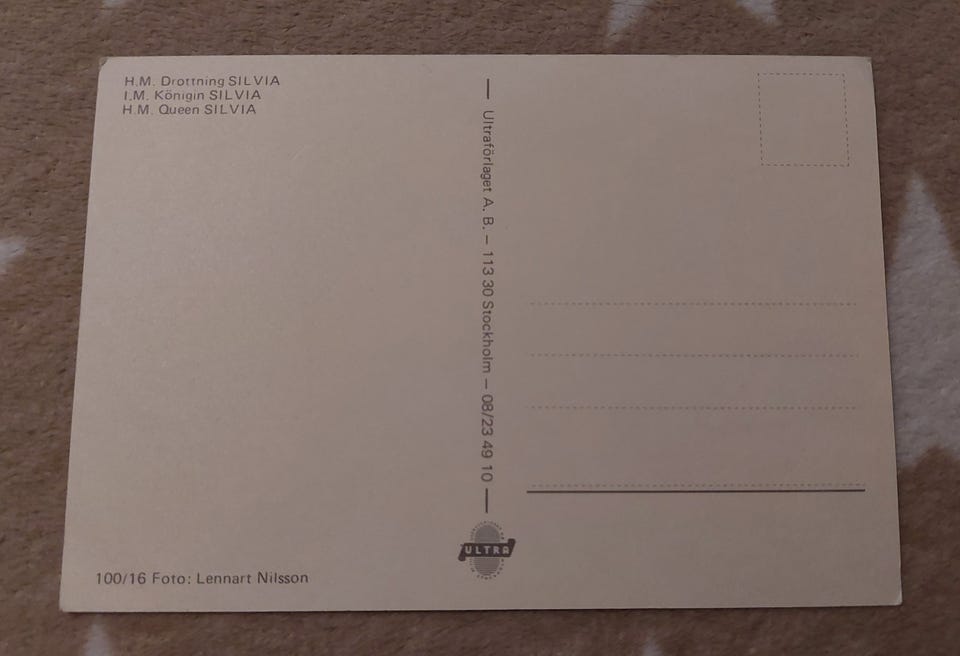 H.M. Drottning SILVIA
I.M. Königin SILVIA
H.M. Queen SILVIA
Ultraförlaget A. B. – 113 30 Stockholm – 08/23 49 10
ULTRA
100/16 Foto: Lennart Nilsson